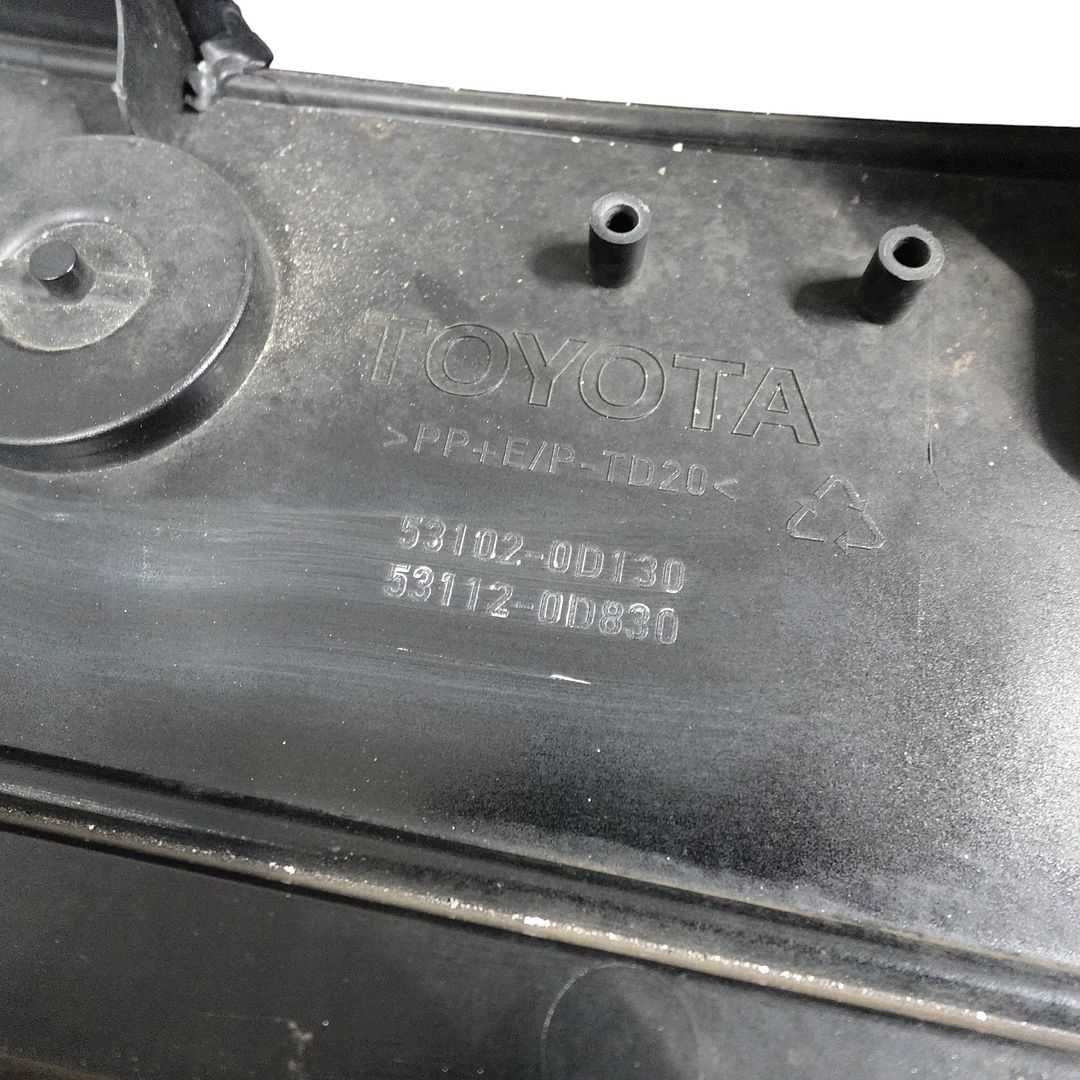 TOYOTA
>PP+E/P-TD20<
53102-0D130
53112-0D830